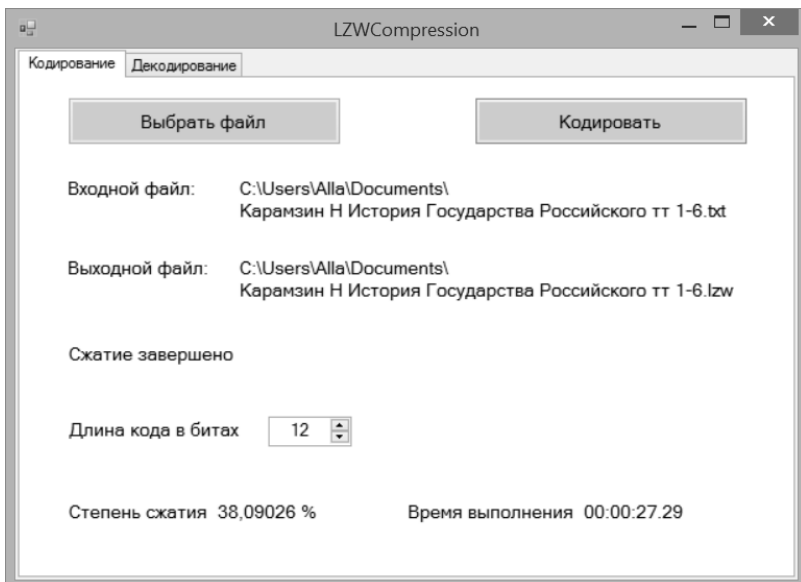 LZWCompression
Кодирование Декодирование
Выбрать файл Кодировать
Входной файл: C:\Users\Alla\Documents\
Карамзин Н История Государства Российского тт 1-6.txt
Выходной файл: C:\Users\Alla\Documents\
Карамзин Н История Государства Российского тт 1-6.lzw
Сжатие завершено
Длина кода в битах 12
Степень сжатия 38,09026 % Время выполнения 00:00:27.29